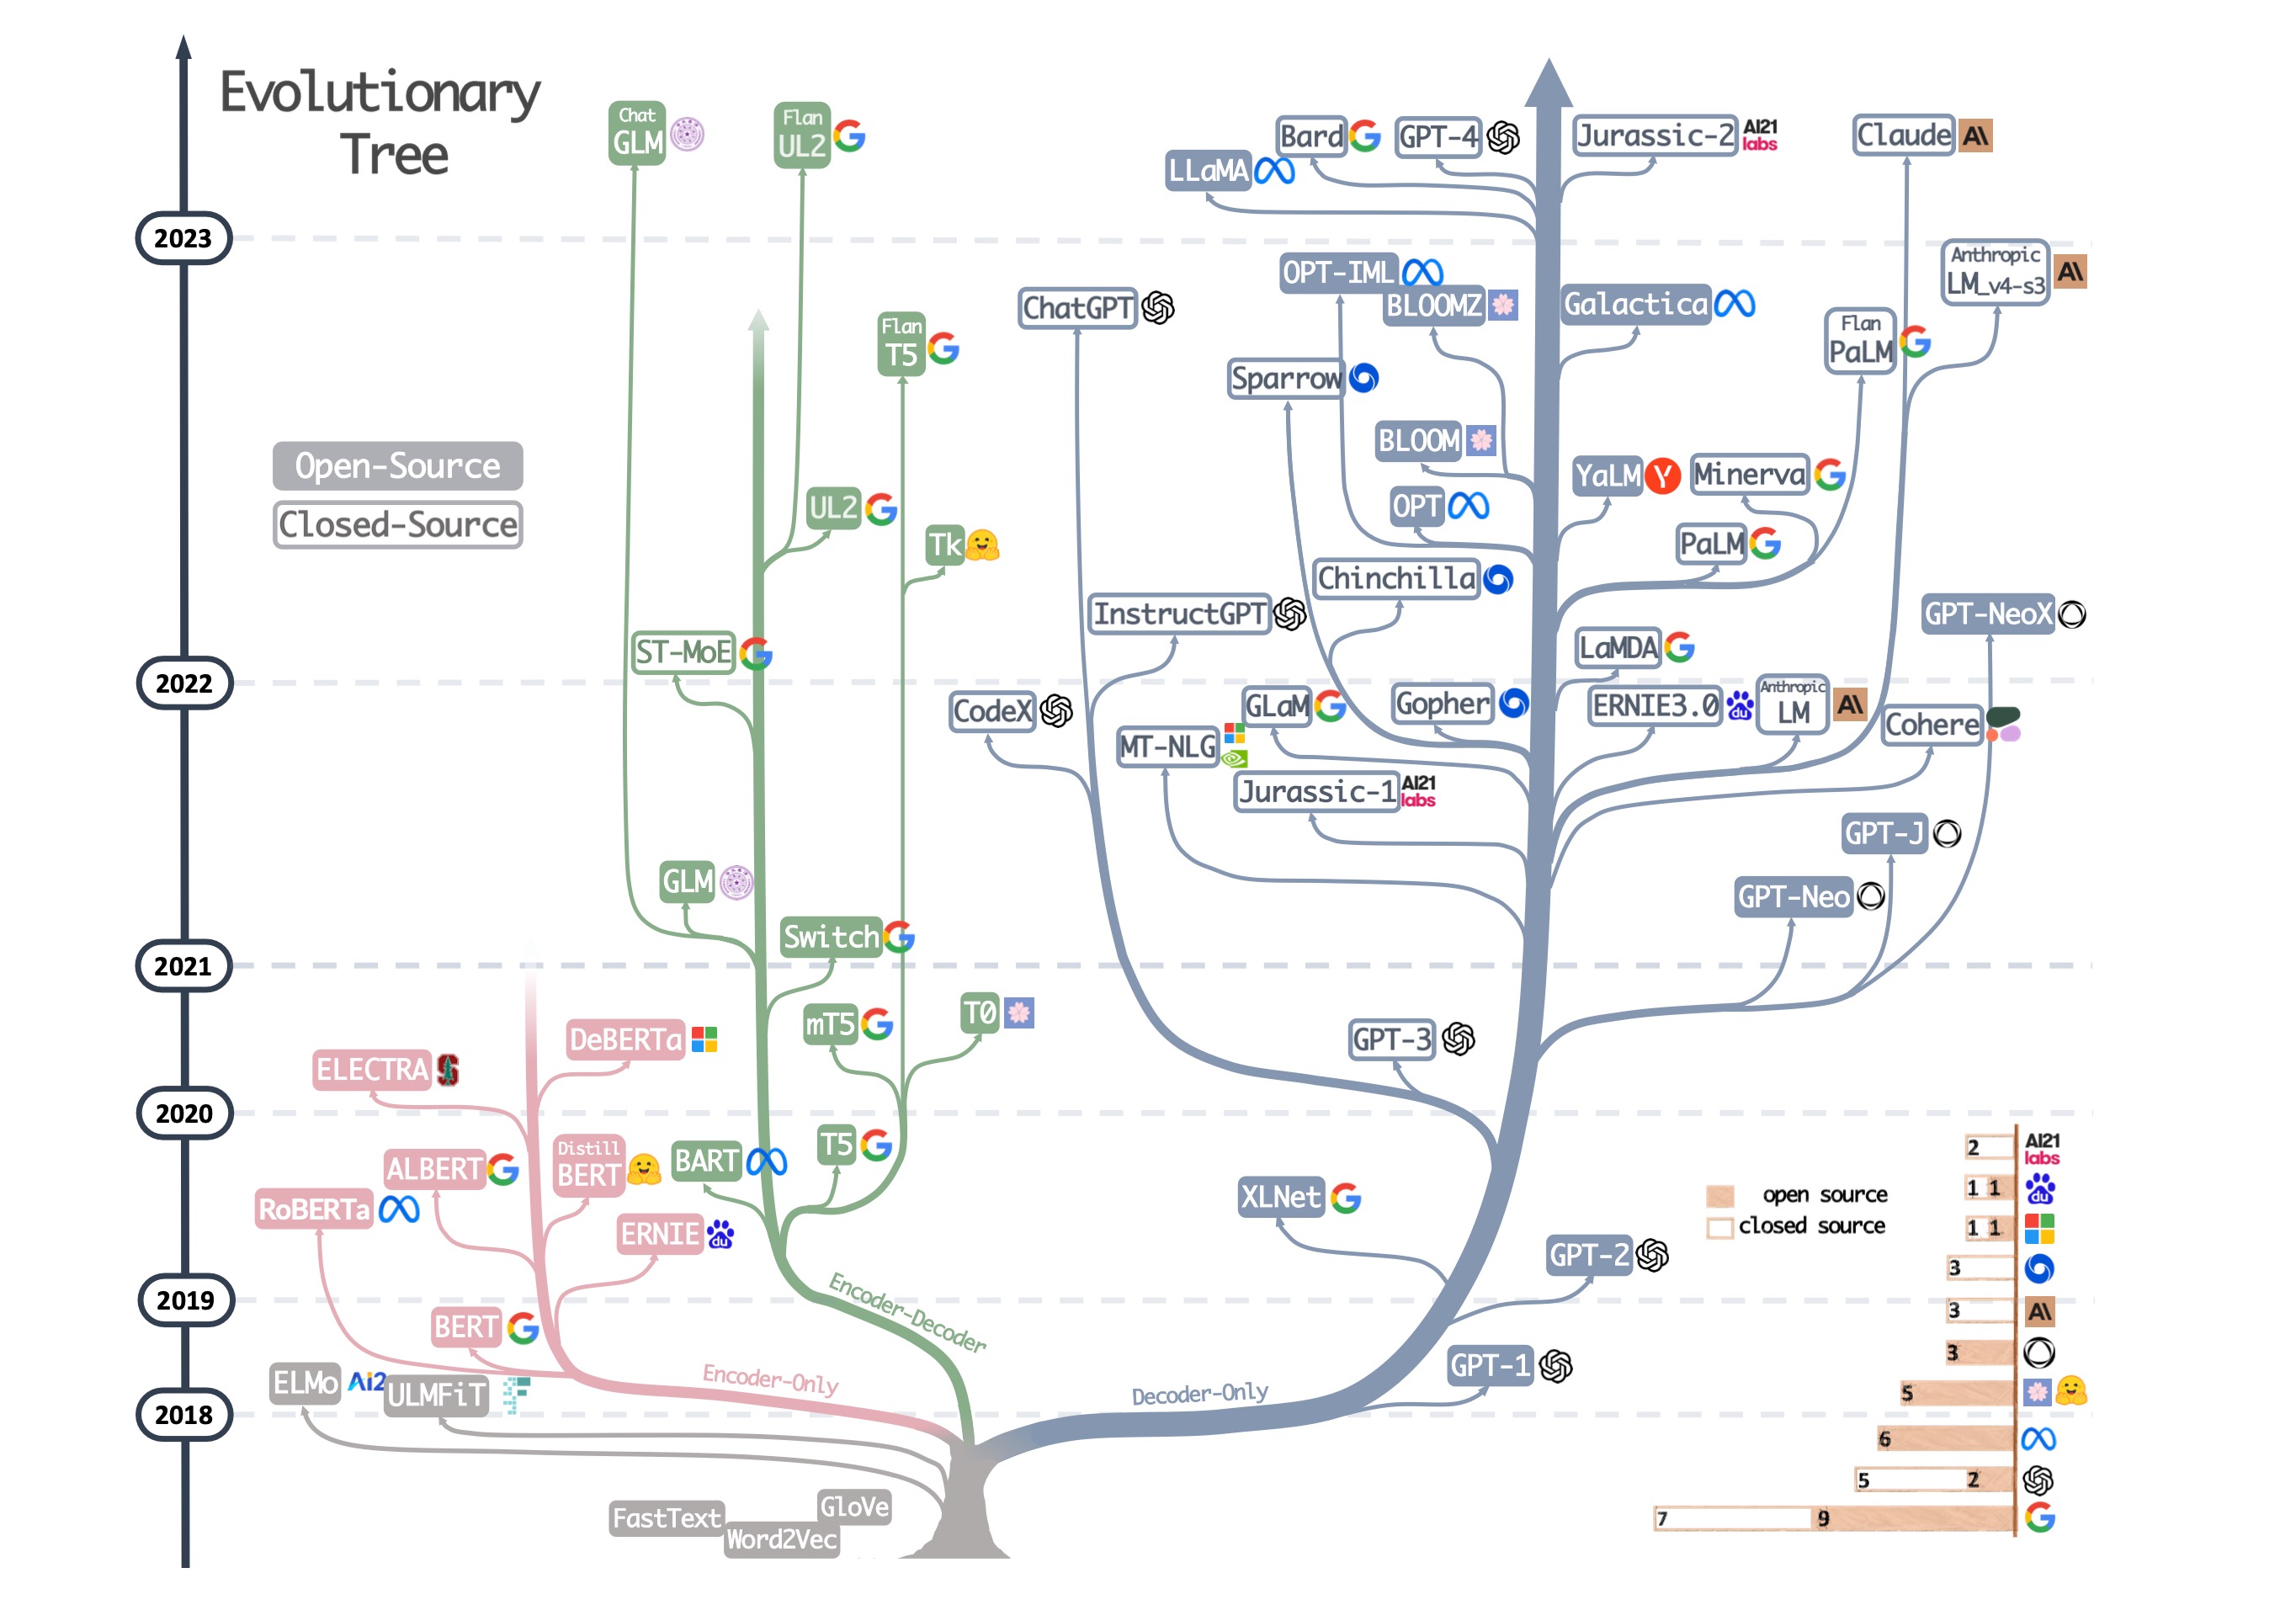 Evolutionary
Tree
2023
2022
2021
2020
2019
2018
Open-Source
Closed-Source
Chat
GLM
Flan
UL2
Flan
T5
UL2
Tk
ST-MoE
GLM
Switch
mT5
T0
BART
T5
Encoder-Decoder
DeBERTa
ELECTRA
ALBERT
Distill
BERT
RoBERTa
ERNIE
BERT
Encoder-Only
ELMo
Ai2
ULMFiT
FastText
Word2Vec
GloVe
Bard
GPT-4
Jurassic-2
AI21
labs
Claude
A\
LLaMA
OPT-IML
BLOOMZ
Galactica
Anthropic
LM_v4-s3
A\
ChatGPT
Flan
PaLM
Sparrow
BLOOM
YaLM
Minerva
OPT
PaLM
Chinchilla
InstructGPT
GPT-NeoX
LaMDA
CodeX
GLaM
Gopher
ERNIE3.0
du
Anthropic
LM
A\
Cohere
MT-NLG
Jurassic-1
AI21
labs
GPT-J
GPT-Neo
GPT-3
XLNet
GPT-2
GPT-1
Decoder-Only
open source
closed source
2
AI21
labs
1 1
du
1 1
3
3
A\
3
5
6
5 2
7 9